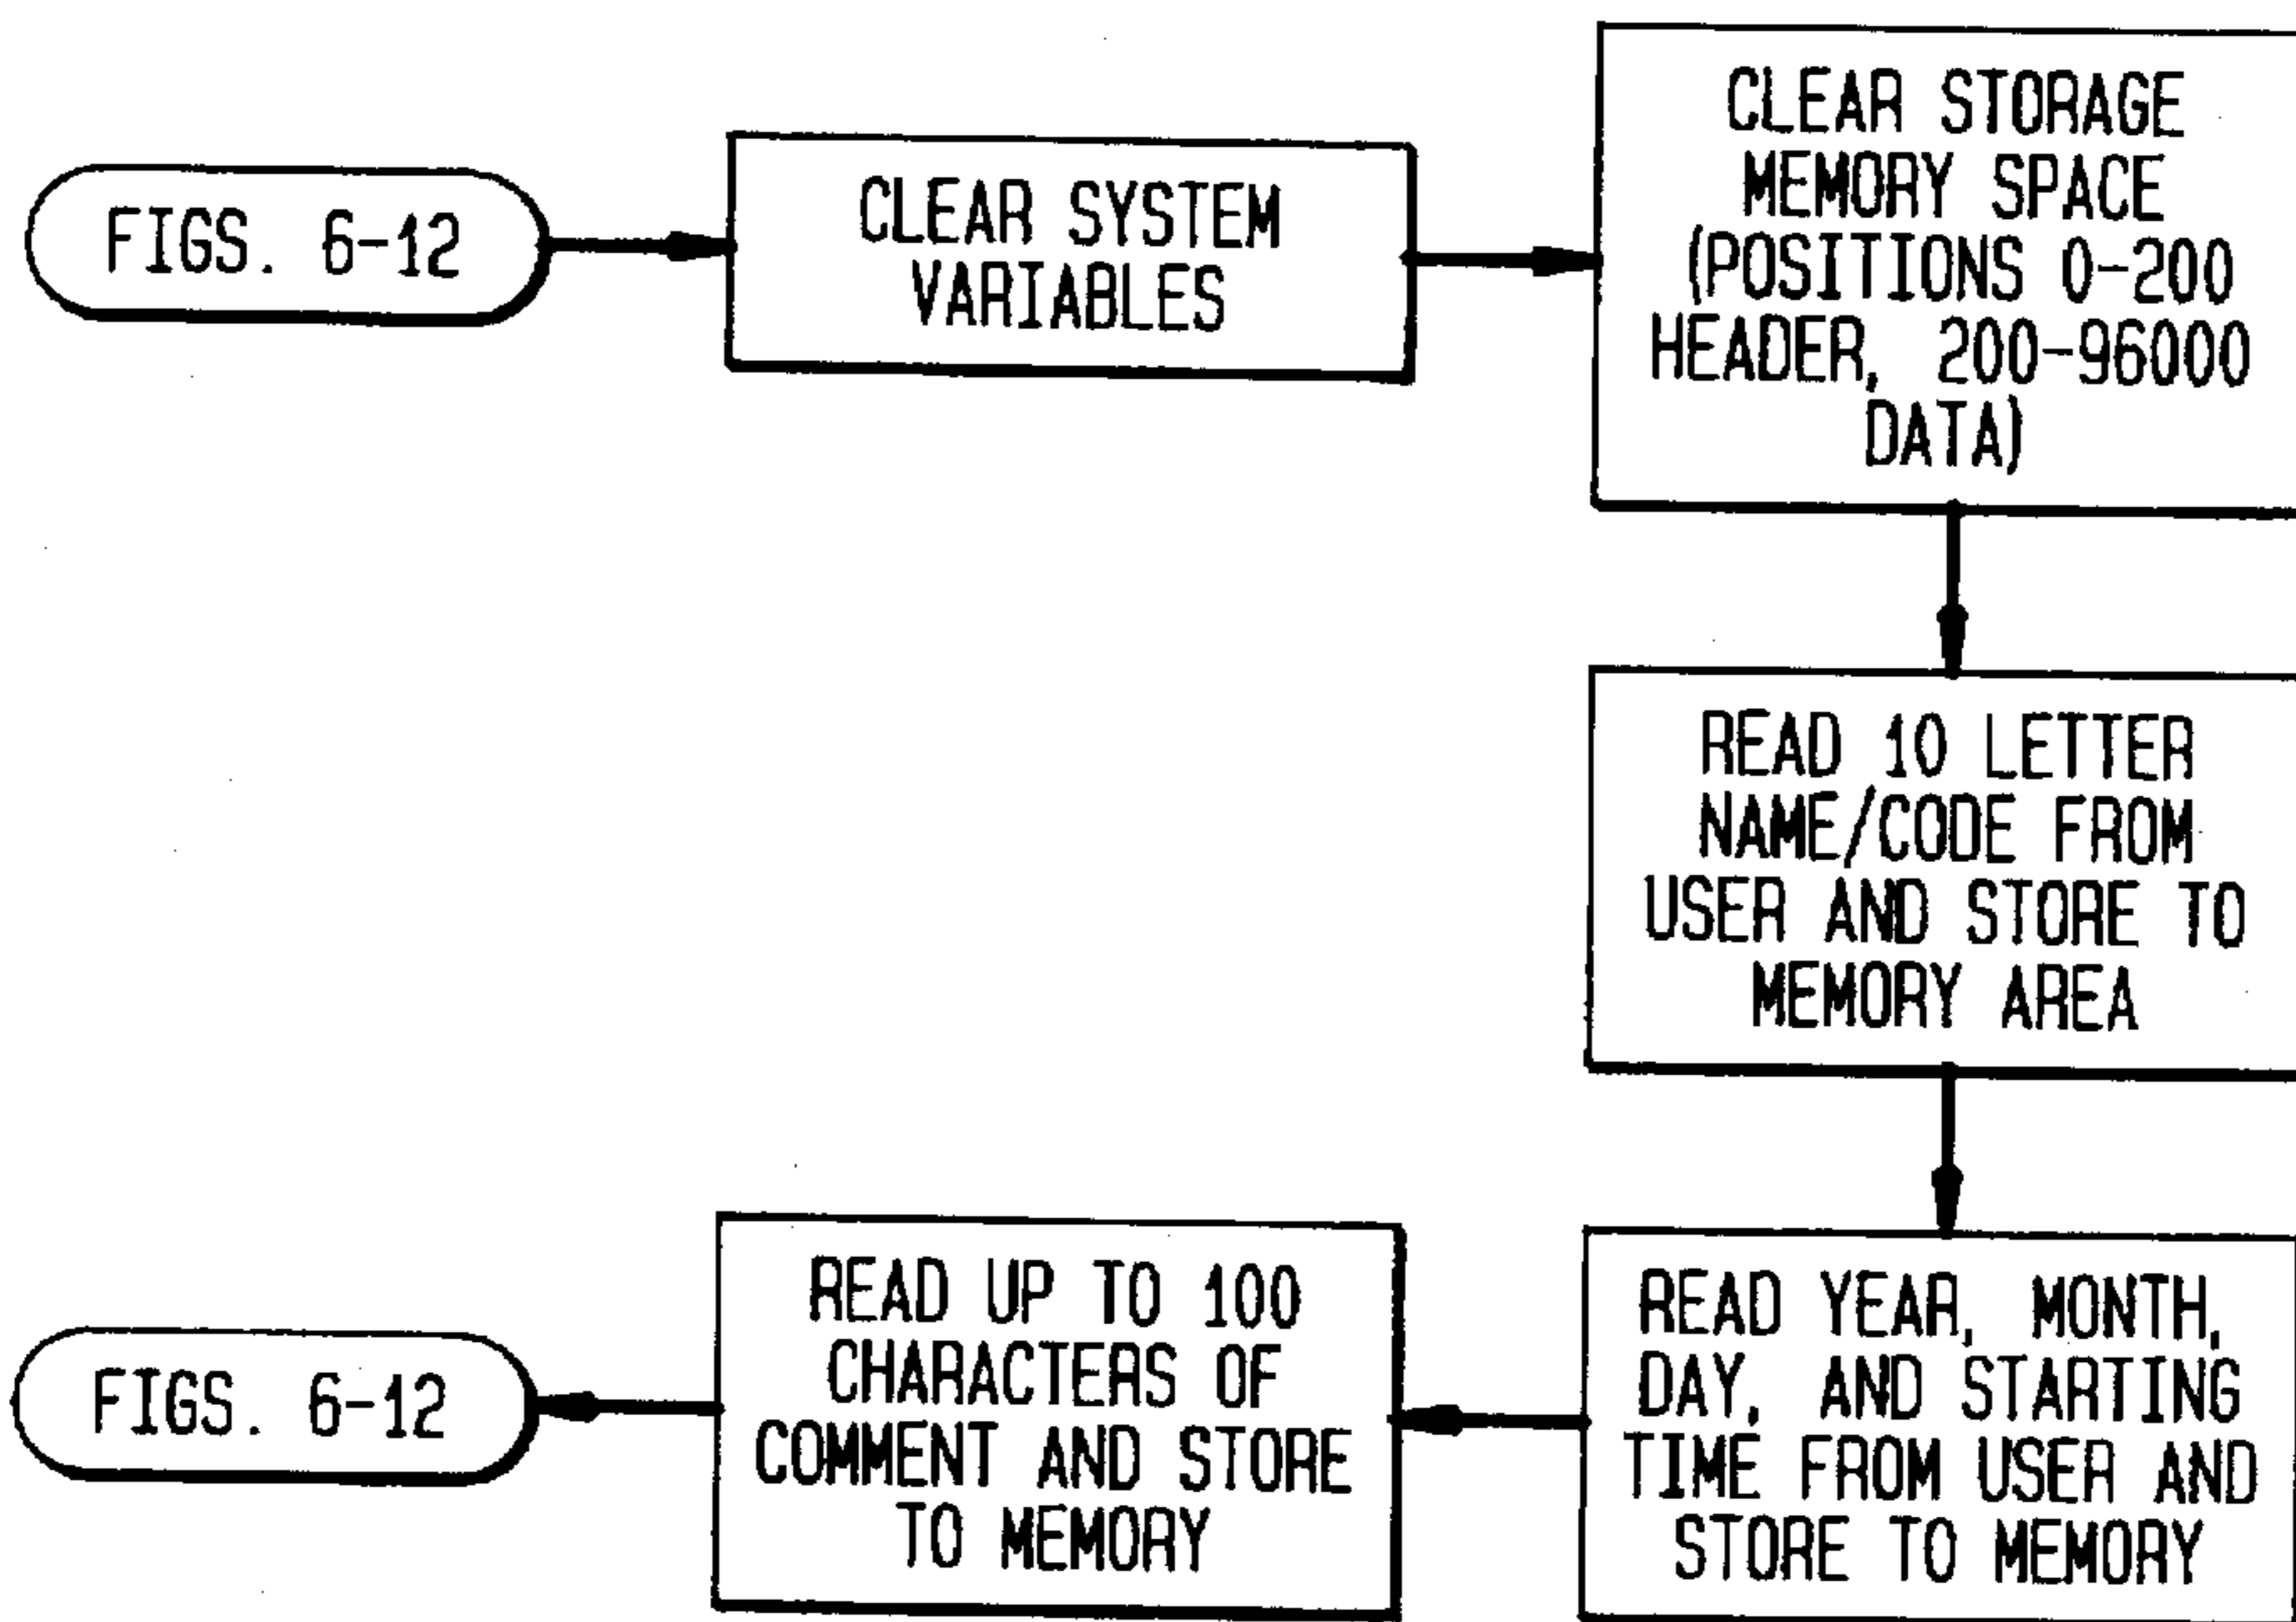 FIGS. 6-12
CLEAR SYSTEM
VARIABLES
CLEAR STORAGE
MEMORY SPACE
(POSITIONS 0-200
HEADER, 200-96000
DATA)
READ 10 LETTER
NAME/CODE FROM
USER AND STORE TO
MEMORY AREA
READ YEAR, MONTH,
DAY, AND STARTING
TIME FROM USER AND
STORE TO MEMORY
READ UP TO 100
CHARACTERS OF
COMMENT AND STORE
TO MEMORY
FIGS. 6-12